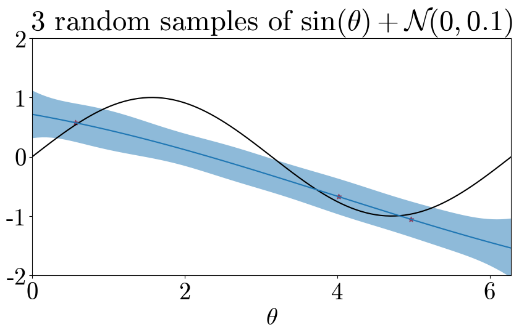 3 random samples of sin(θ) + 𝒩(0, 0.1)
2
1
0
-1
-2
0 2 4 6
θ